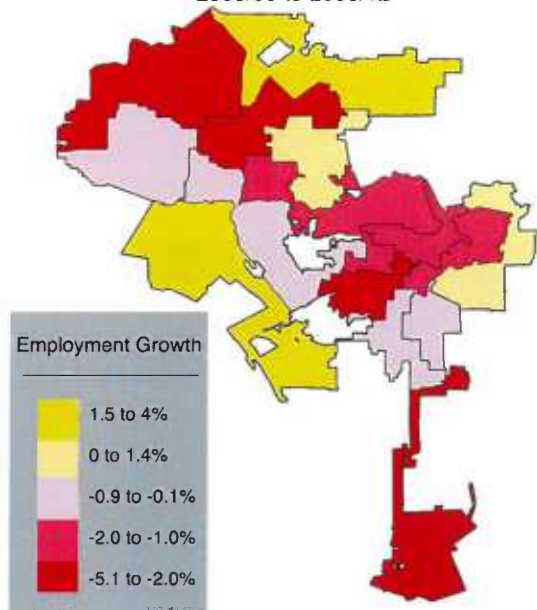 Employment Growth
1.5 to 4%
0 to 1.4%
-0.9 to -0.1%
-2.0 to -1.0%
-5.1 to -2.0%